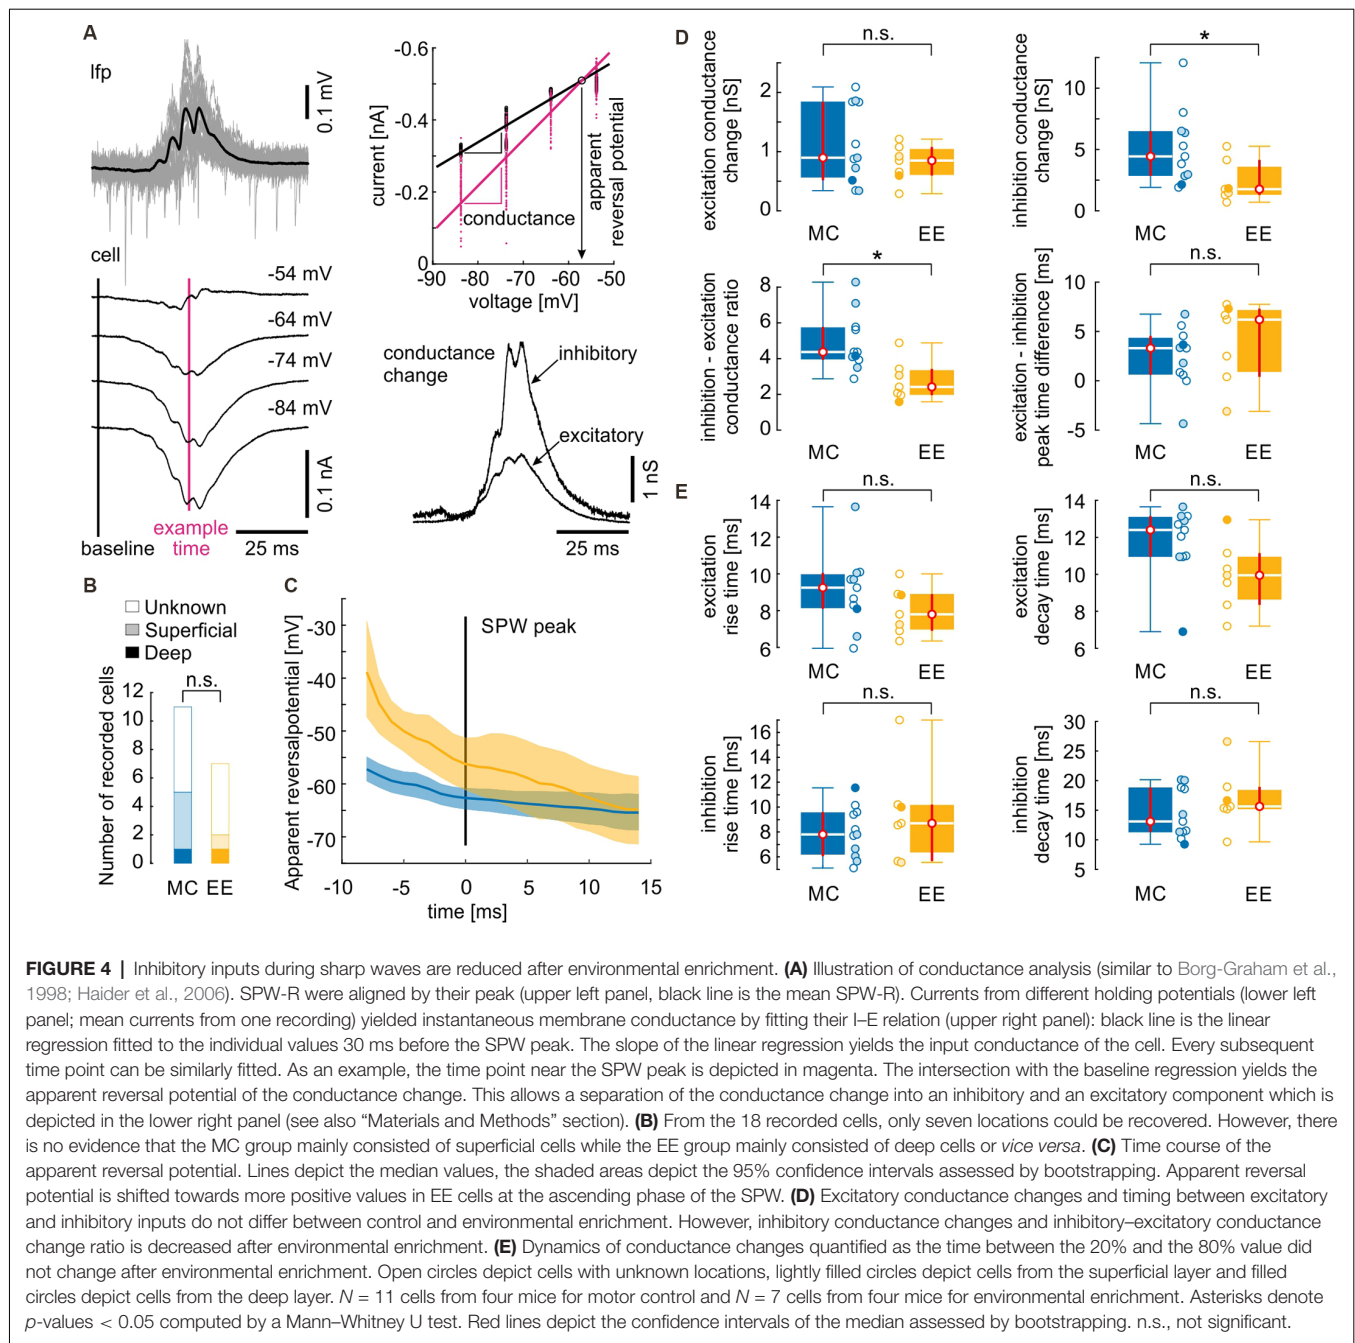 A
lfp
0.1 mV
cell
-54 mV
-64 mV
-74 mV
-84 mV
0.1 nA
baseline
example
time
25 ms
-0.6
-0.4
-0.2
0
current [nA]
conductance
apparent
reversal potential
-90 -80 -70 -60 -50
voltage [mV]
conductance
change
inhibitory
excitatory
1 nS
25 ms
B
Unknown
Superficial
Deep
n.s.
12
10
8
6
4
2
0
Number of recorded cells
MC EE
C
-30
-40
-50
-60
-70
Apparent reversalpotential [mV]
SPW peak
-10 -5 0 5 10 15
time [ms]
D
n.s.
2
1
0
excitation conductance
change [nS]
MC EE
*
10
5
0
inhibition conductance
change [nS]
MC EE
*
8
6
4
2
0
inhibition - excitation
conductance ratio
MC EE
n.s.
10
5
0
-5
excitation - inhibition
peak time difference [ms]
MC EE
E
n.s.
14
12
10
8
6
excitation
rise time [ms]
MC EE
n.s.
14
12
10
8
6
excitation
decay time [ms]
MC EE
n.s.
16
14
12
10
8
6
inhibition
rise time [ms]
MC EE
n.s.
30
25
20
15
10
5
inhibition
decay time [ms]
MC EE
FIGURE 4 | Inhibitory inputs during sharp waves are reduced after environmental enrichment. (A) Illustration of conductance analysis (similar to Borg-Graham et al.,
1998; Haider et al., 2006). SPW-R were aligned by their peak (upper left panel, black line is the mean SPW-R). Currents from different holding potentials (lower left
panel; mean currents from one recording) yielded instantaneous membrane conductance by fitting their I–E relation (upper right panel): black line is the linear
regression fitted to the individual values 30 ms before the SPW peak. The slope of the linear regression yields the input conductance of the cell. Every subsequent
time point can be similarly fitted. As an example, the time point near the SPW peak is depicted in magenta. The intersection with the baseline regression yields the
apparent reversal potential of the conductance change. This allows a separation of the conductance change into an inhibitory and an excitatory component which is
depicted in the lower right panel (see also “Materials and Methods” section). (B) From the 18 recorded cells, only seven locations could be recovered. However, there
is no evidence that the MC group mainly consisted of superficial cells while the EE group mainly consisted of deep cells or vice versa. (C) Time course of the
apparent reversal potential. Lines depict the median values, the shaded areas depict the 95% confidence intervals assessed by bootstrapping. Apparent reversal
potential is shifted towards more positive values in EE cells at the ascending phase of the SPW. (D) Excitatory conductance changes and timing between excitatory
and inhibitory inputs do not differ between control and environmental enrichment. However, inhibitory conductance changes and inhibitory–excitatory conductance
change ratio is decreased after environmental enrichment. (E) Dynamics of conductance changes quantified as the time between the 20% and the 80% value did
not change after environmental enrichment. Open circles depict cells with unknown locations, lightly filled circles depict cells from the superficial layer and filled
circles depict cells from the deep layer. N = 11 cells from four mice for motor control and N = 7 cells from four mice for environmental enrichment. Asterisks denote
p-values < 0.05 computed by a Mann–Whitney U test. Red lines depict the confidence intervals of the median assessed by bootstrapping. n.s., not significant.